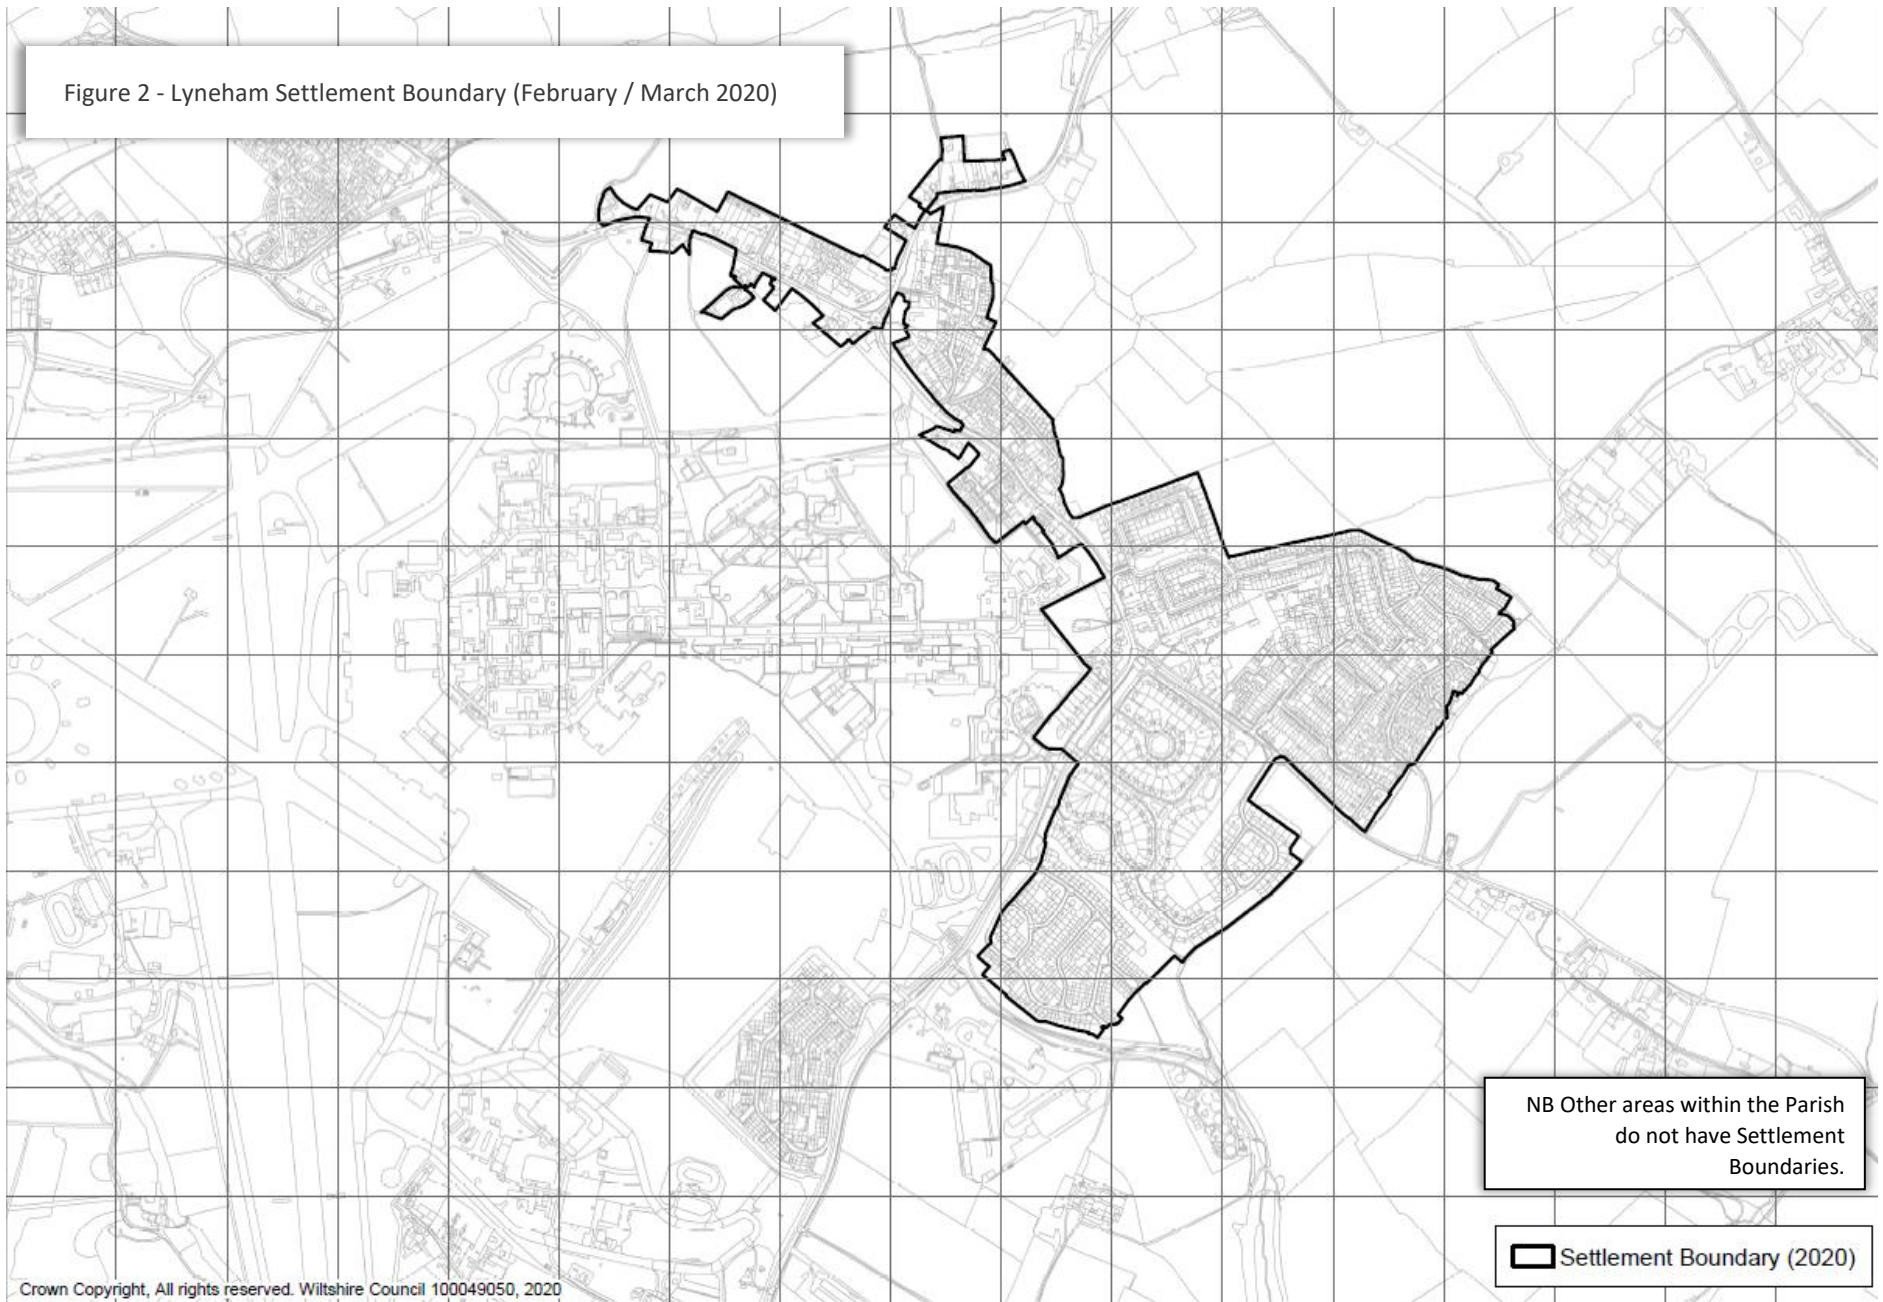 Figure 2 - Lyneham Settlement Boundary (February / March 2020)
NB Other areas within the Parish
do not have Settlement
Boundaries.
Settlement Boundary (2020)
Crown Copyright, All rights reserved. Wiltshire Council 100049050, 2020